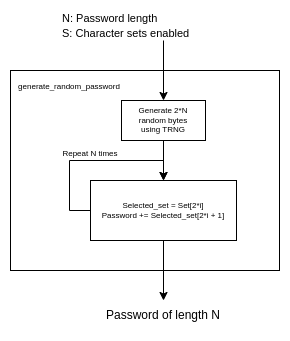 N: Password length
S: Character sets enabled
generate_random_password
Generate 2*N
random bytes
using TRNG
Repeat N times
Selected_set = Set[2*i]
Password += Selected_set[2*i + 1]
Password of length N